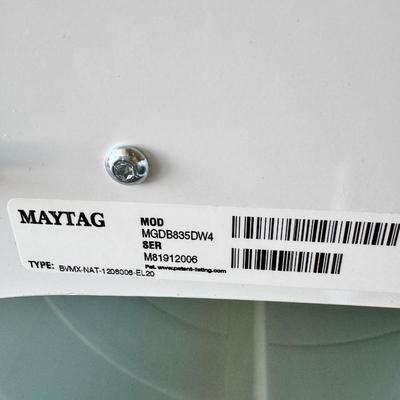 MAYTAG
MOD
MGDB835DW4
SER
M81912006
Pat. www.patent-listing.com
TYPE: BVMX-NAT-1206006-EL20